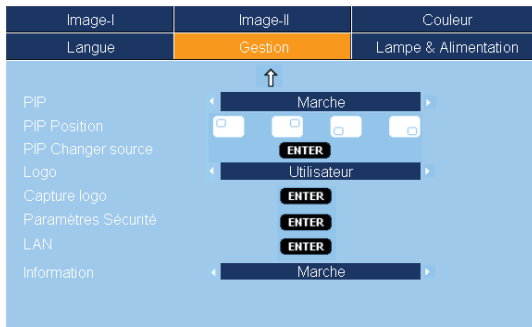 Image-I Image-II Couleur
Langue Gestion Lampe & Alimentation
PIP Marche
PIP Position
PIP Changer source ENTER
Logo Utilisateur
Capture logo ENTER
Paramètres Sécurité ENTER
LAN ENTER
Information Marche